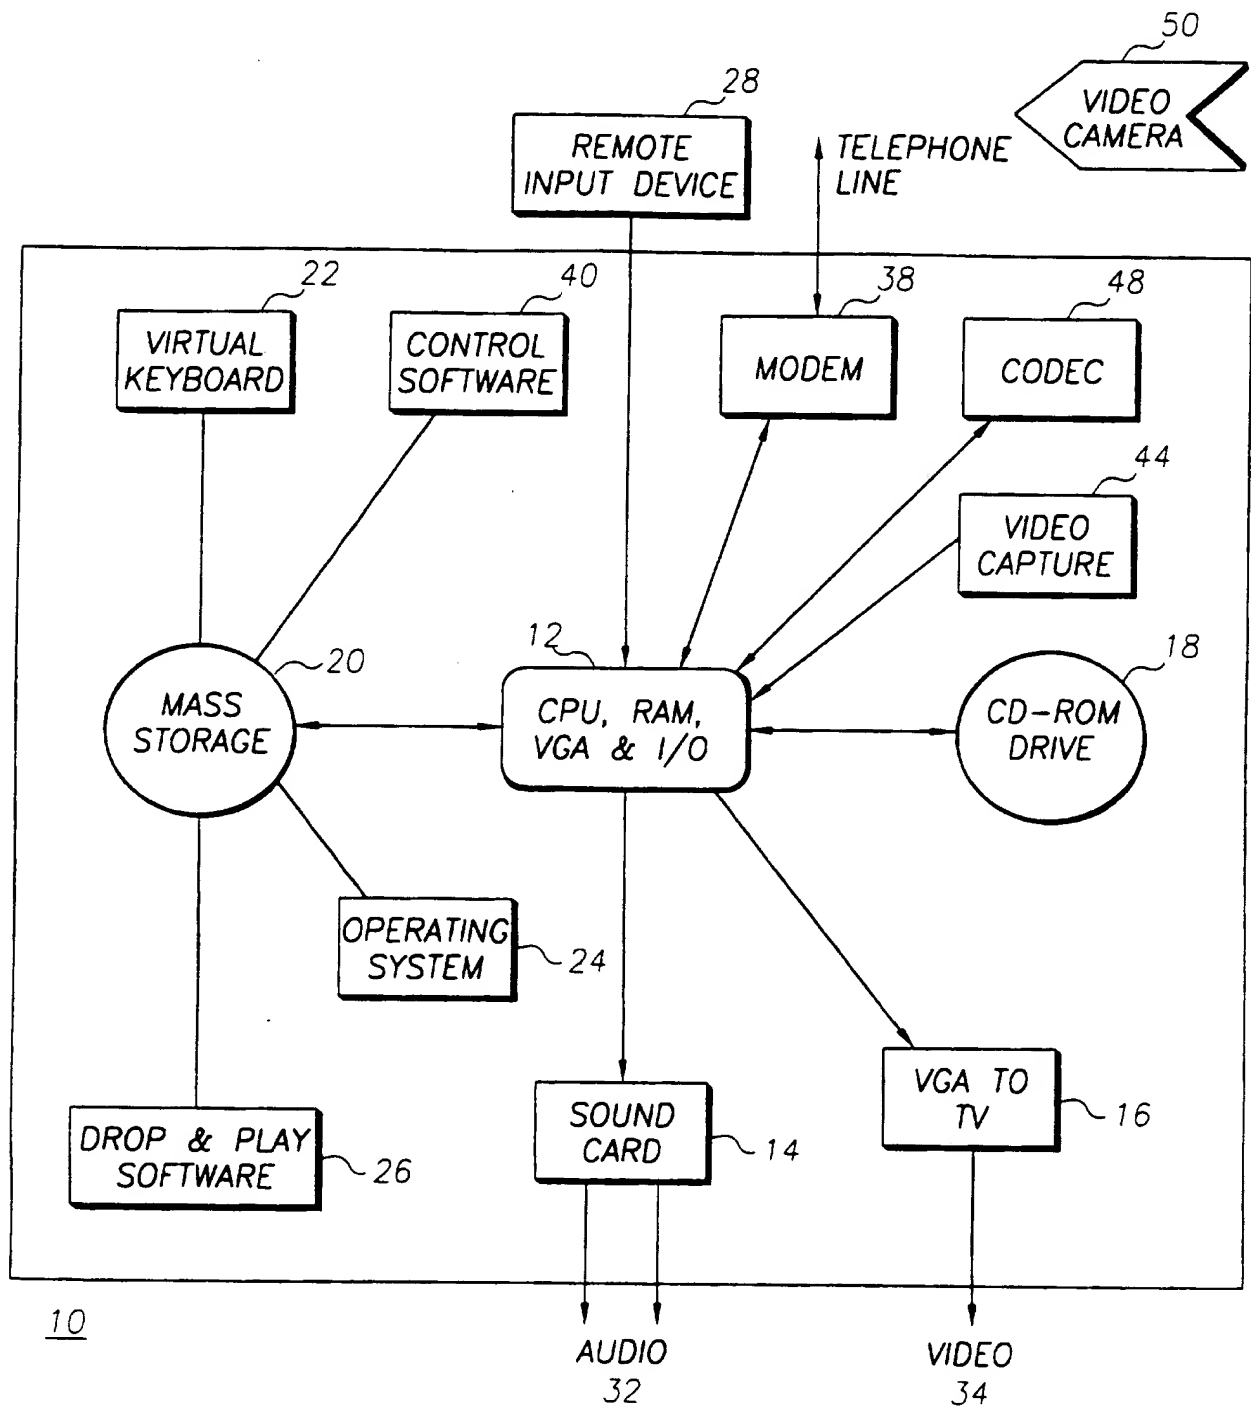 50
VIDEO
CAMERA
28
REMOTE
INPUT DEVICE
TELEPHONE
LINE
22
VIRTUAL
KEYBOARD
40
CONTROL
SOFTWARE
38
MODEM
48
CODEC
44
VIDEO
CAPTURE
20
MASS
STORAGE
12
CPU, RAM,
VGA & I/O
18
CD-ROM
DRIVE
OPERATING
SYSTEM
24
DROP & PLAY
SOFTWARE
26
SOUND
CARD
14
VGA TO
TV
16
10
AUDIO
32
VIDEO
34